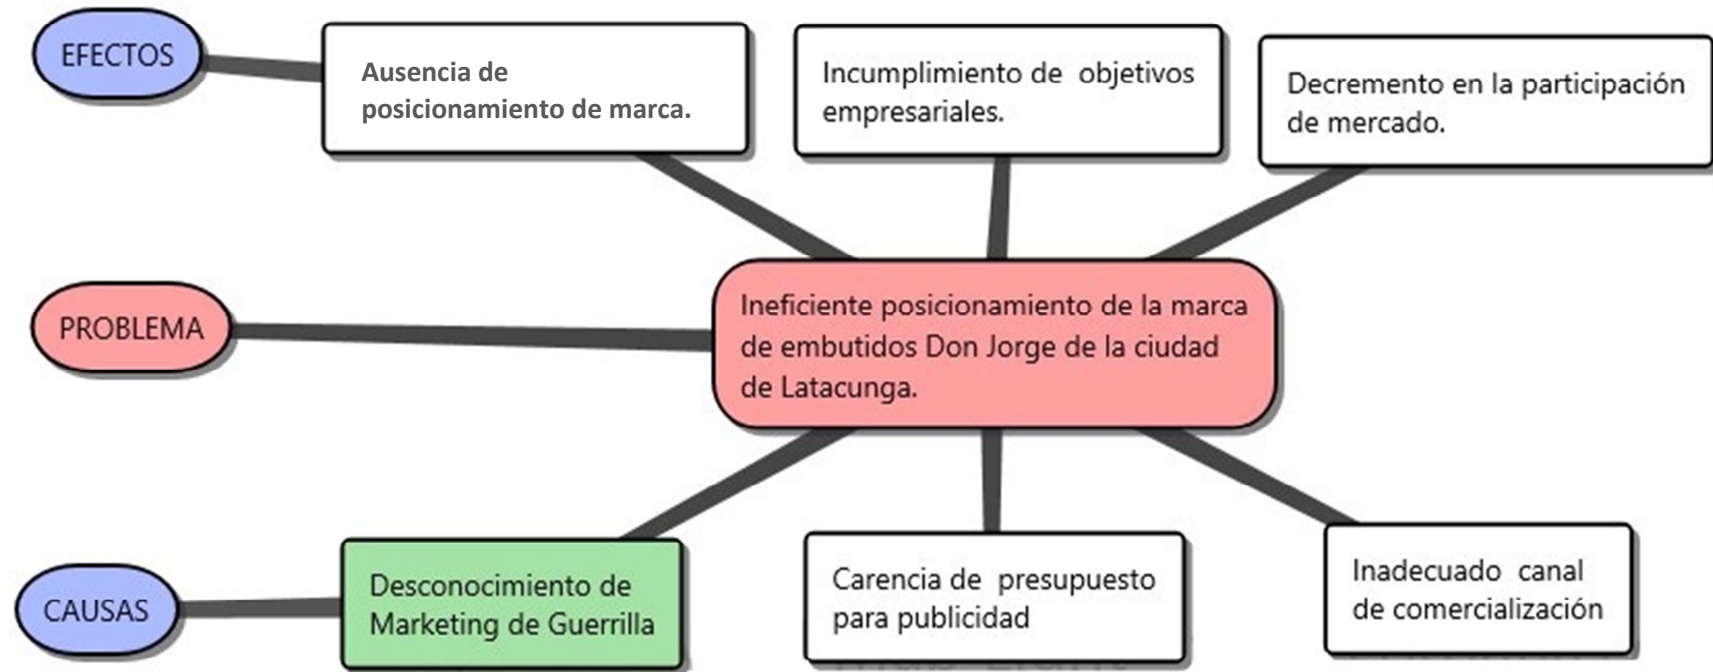 EFECTOS
Ausencia de
posicionamiento de marca.
Incumplimiento de objetivos
empresariales.
Decremento en la participación
de mercado.
PROBLEMA
Ineficiente posicionamiento de la marca
de embutidos Don Jorge de la ciudad
de Latacunga.
CAUSAS
Desconocimiento de
Marketing de Guerrilla
Carencia de presupuesto
para publicidad
Inadecuado canal
de comercialización